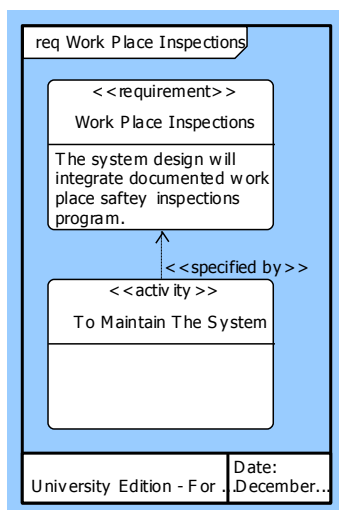 req Work Place Inspections
<<requirement>>
Work Place Inspections
The system design will
integrate documented work
place saftey inspections
program.
<<specified by>>
<<activity>>
To Maintain The System
University Edition - For ...
Date:
December...